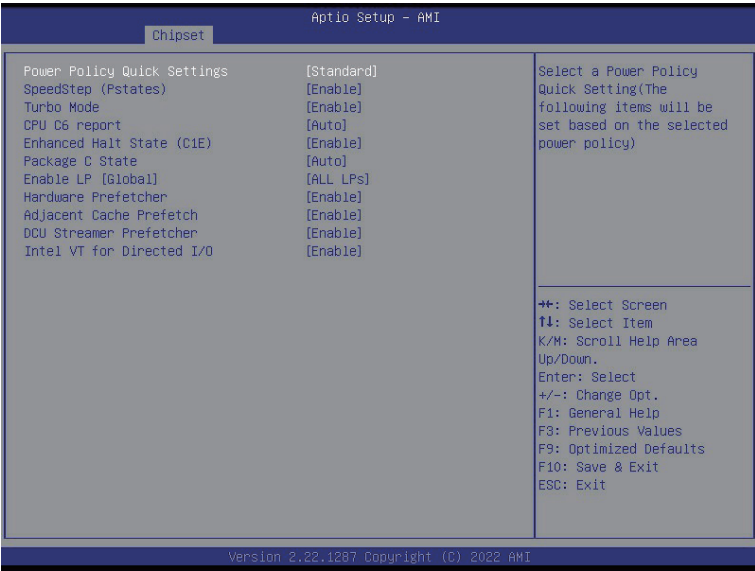 Aptio Setup – AMI
Chipset
Power Policy Quick Settings [Standard]
SpeedStep (Pstates) [Enable]
Turbo Mode [Enable]
CPU C6 report [Auto]
Enhanced Halt State (C1E) [Enable]
Package C State [Auto]
Enable LP [Global] [ALL LPs]
Hardware Prefetcher [Enable]
Adjacent Cache Prefetch [Enable]
DCU Streamer Prefetcher [Enable]
Intel VT for Directed I/O [Enable]
Select a Power Policy
Quick Setting(The
following items will be
set based on the selected
power policy)
→←: Select Screen
↑↓: Select Item
K/M: Scroll Help Area
Up/Down.
Enter: Select
+/-: Change Opt.
F1: General Help
F3: Previous Values
F9: Optimized Defaults
F10: Save & Exit
ESC: Exit
Version 2.22.1287 Copyright (C) 2022 AMI